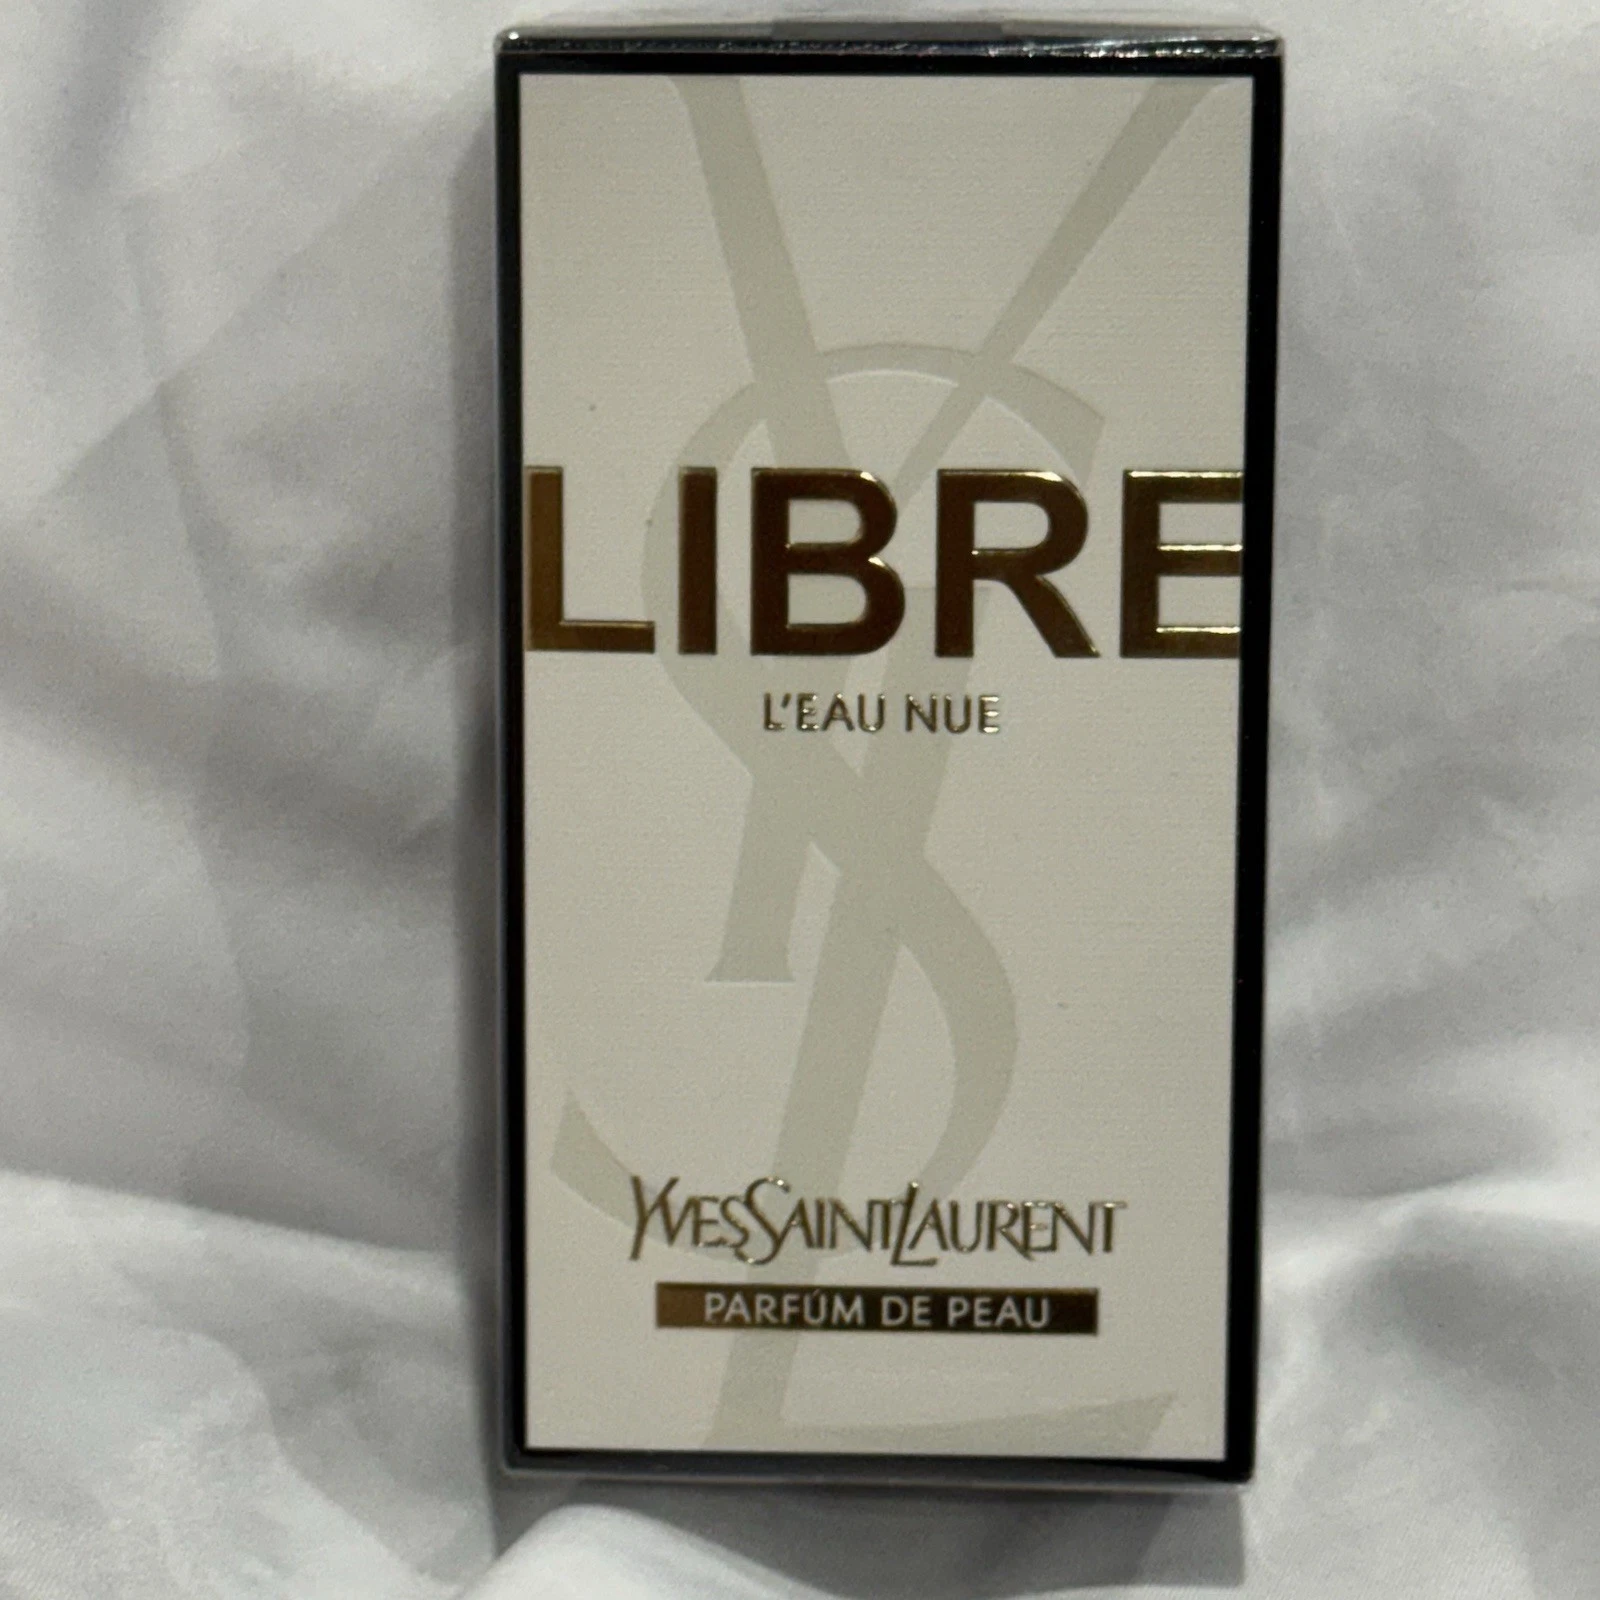 LIBRE
L'EAU NUE
YVESSAINTLAURENT
PARFÚM DE PEAU